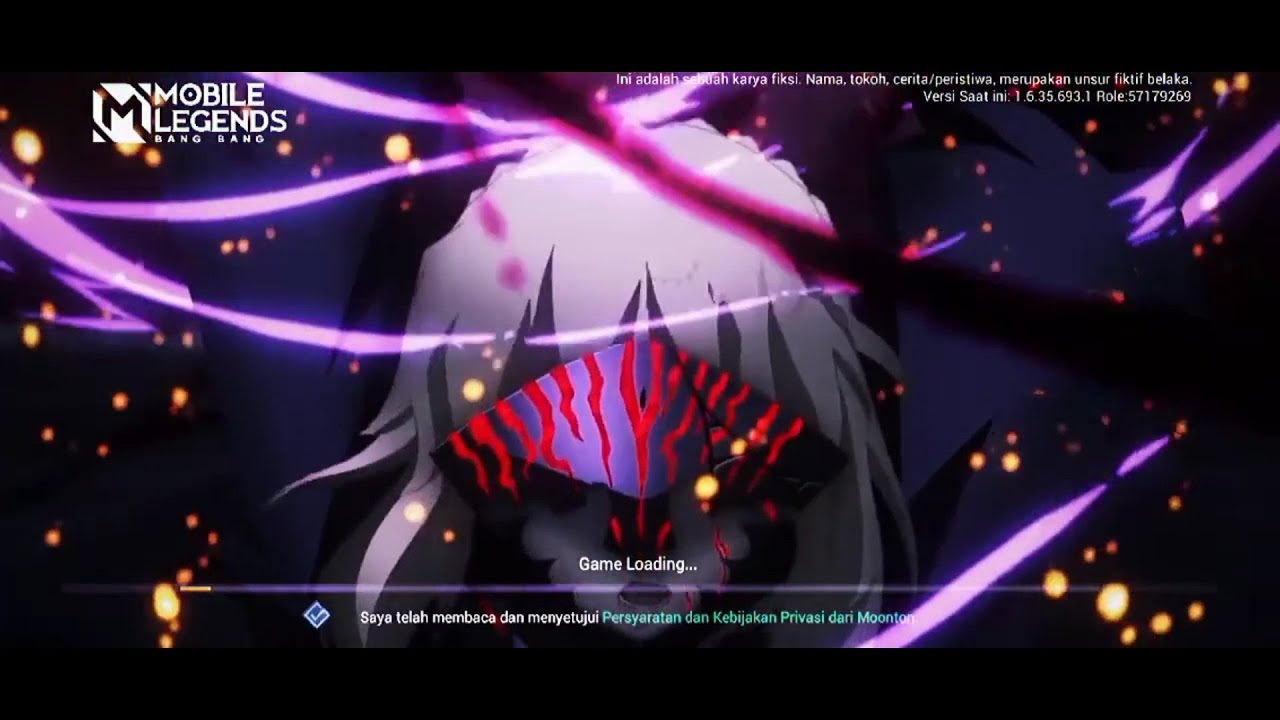 MOBILE
LEGENDS
BANG BANG
Ini adalah sebuah karya fiksi. Nama, tokoh, cerita/peristiwa, merupakan unsur fiktif belaka.
Versi Saat ini: 1.6.35.693.1 Role:57179269
Game Loading...
Saya telah membaca dan menyetujui Persyaratan dan Kebijakan Privasi dari Moonton.